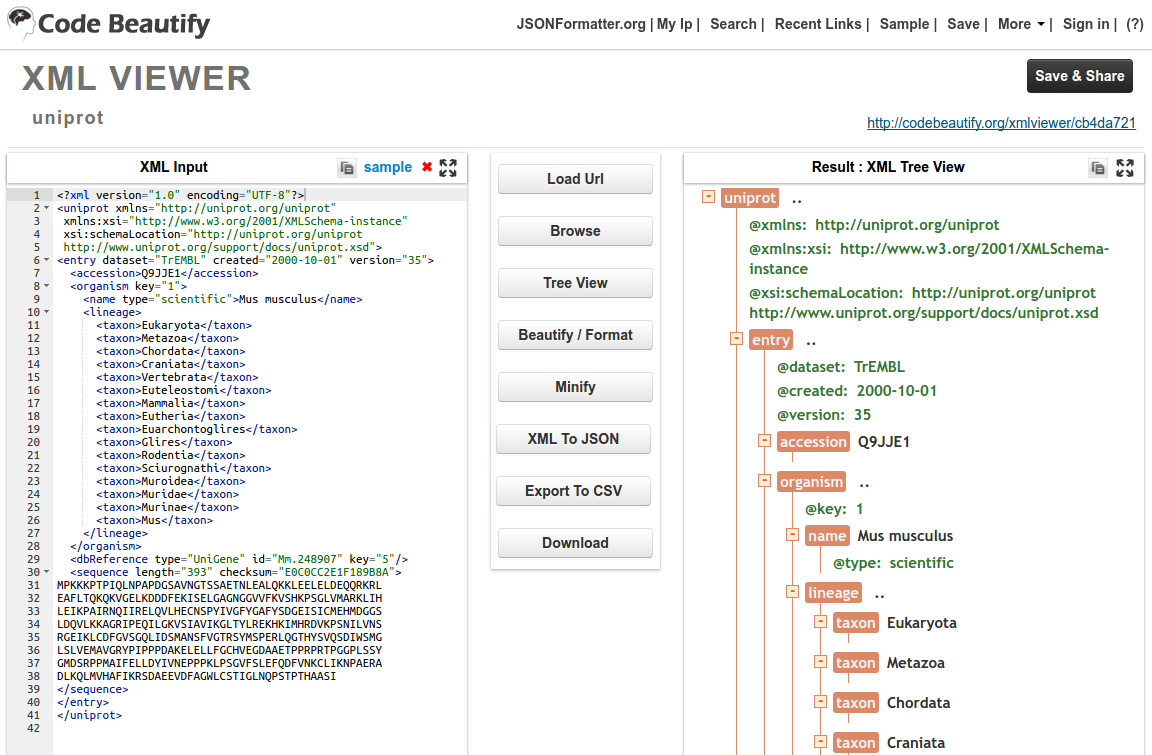 Code Beautify
JSONFormatter.org | My Ip | Search | Recent Links | Sample | Save | More | Sign in | (?)
XML VIEWER
Save & Share
uniprot
http://codebeautify.org/xmlviewer/cb4da721
XML Input
sample
1 <?xml version="1.0" encoding="UTF-8"?>
2 <uniprot xmlns="http://uniprot.org/uniprot"
3 xmlns:xsi="http://www.w3.org/2001/XMLSchema-instance"
4 xsi:schemaLocation="http://uniprot.org/uniprot
5 http://www.uniprot.org/support/docs/uniprot.xsd">
6 <entry dataset="TrEMBL" created="2000-10-01" version="35">
7 <accession>Q9JJE1</accession>
8 <organism key="1">
9 <name type="scientific">Mus musculus</name>
10 <lineage>
11 <taxon>Eukaryota</taxon>
12 <taxon>Metazoa</taxon>
13 <taxon>Chordata</taxon>
14 <taxon>Craniata</taxon>
15 <taxon>Vertebrata</taxon>
16 <taxon>Euteleostomi</taxon>
17 <taxon>Mammalia</taxon>
18 <taxon>Eutheria</taxon>
19 <taxon>Euarchontoglires</taxon>
20 <taxon>Glires</taxon>
21 <taxon>Rodentia</taxon>
22 <taxon>Sciurognathi</taxon>
23 <taxon>Muroidea</taxon>
24 <taxon>Muridae</taxon>
25 <taxon>Murinae</taxon>
26 <taxon>Mus</taxon>
27 </lineage>
28 </organism>
29 <dbReference type="UniGene" id="Mm.248907" key="5"/>
30 <sequence length="393" checksum="E0C0CC2E1F189B8A">
31 MPKKKPTPIQLNPAPDGSAVNGTSSAETNLEALQKKLEELELDEQQRKRL
32 EAFLTQKQKVGELKDDDFEKISELGAGNGGVVFKVSHKPSGLVMARKLIH
33 LEIKPAIRNQIIRELQVLHECNSPYIVGFYGAFYSDGEISICMEHMDGGS
34 LDQVLKKAGRIPEQILGKVSIAVIKGLTYLREKHKIMHRDVKPSNILVNS
35 RGEIKLCDFGVSGQLIDSMANSFVGTRSYMSPERLQGTHYSVQSDIWSMG
36 LSLVEMAVGRYPIPPPDAKELELLFGCHVEGDAAETPPRPRTPGGPLSSY
37 GMDSRPPMAIFELLDYIVNEPPPKLPSGVFSLEFQDFVNKCLIKNPAERA
38 DLKQLMVHAFIKRSDAEEVDFAGWLCSTIGLNQPSTPTHAASI
39 </sequence>
40 </entry>
41 </uniprot>
42
Load Url
Browse
Tree View
Beautify / Format
Minify
XML To JSON
Export To CSV
Download
Result : XML Tree View
uniprot ..
@xmlns: http://uniprot.org/uniprot
@xmlns:xsi: http://www.w3.org/2001/XMLSchema-
instance
@xsi:schemaLocation: http://uniprot.org/uniprot
http://www.uniprot.org/support/docs/uniprot.xsd
entry ..
@dataset: TrEMBL
@created: 2000-10-01
@version: 35
accession Q9JJE1
organism ..
@key: 1
name Mus musculus
@type: scientific
lineage ..
taxon Eukaryota
taxon Metazoa
taxon Chordata
taxon Craniata